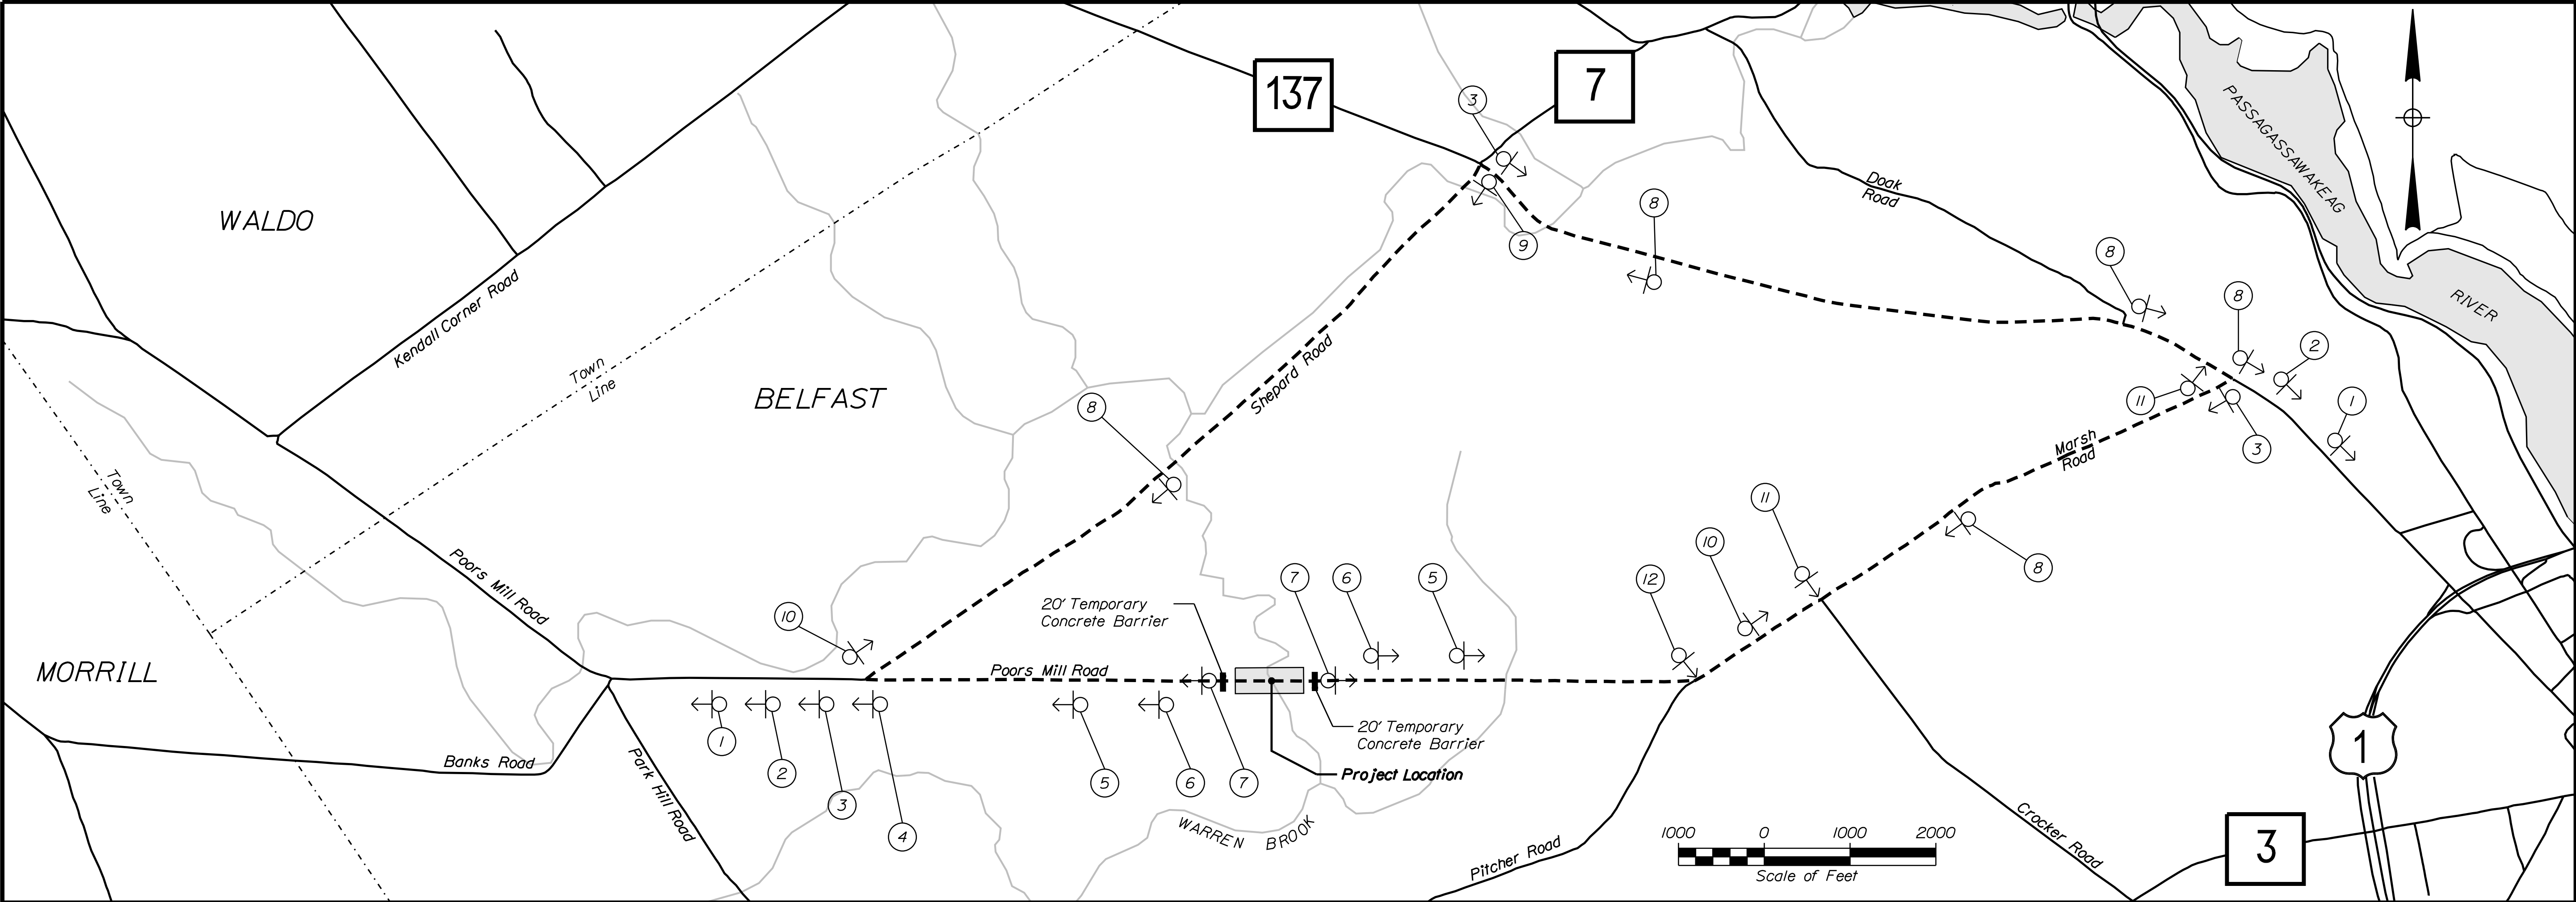 137
7
3
PASSAGASSAWAKEAG
RIVER
WALDO
Doak
Road
8
9
8
8
2
Kendall Corner Road
Town
Line
BELFAST
Shepard Road
8
11
1
3
Marsh
Road
Town
Line
11
10
8
Poors Mill Road
20' Temporary
Concrete Barrier
7
6
5
12
10
MORRILL
Poors Mill Road
20' Temporary
Concrete Barrier
Project Location
Banks Road
Park Hill Road
1
2
3
4
5
6
7
WARREN BROOK
Pitcher Road
1000 0 1000 2000
Scale of Feet
Crocker Road
1
3